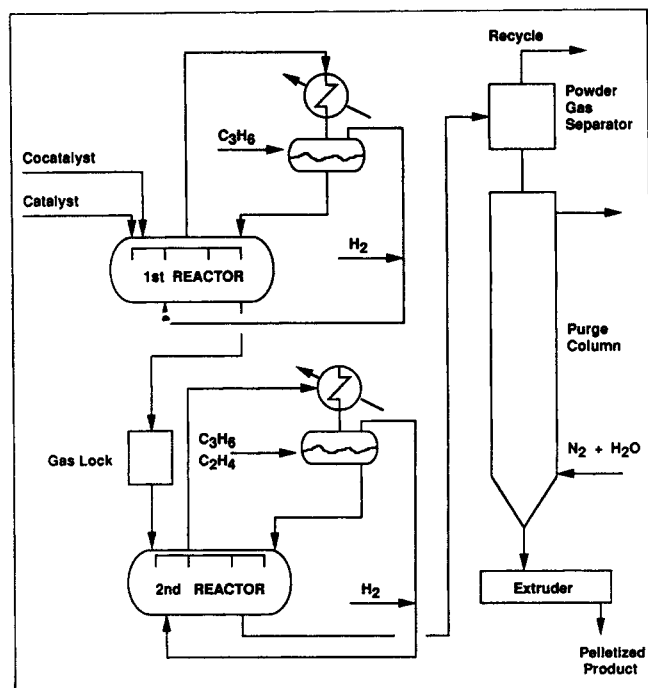 Recycle
Powder
Gas
Separator
C₃H₆
Cocatalyst
Catalyst
H₂
1st REACTOR
Purge
Column
Gas Lock
C₃H₆
C₂H₄
N₂ + H₂O
2nd REACTOR
H₂
Extruder
Pelletized
Product